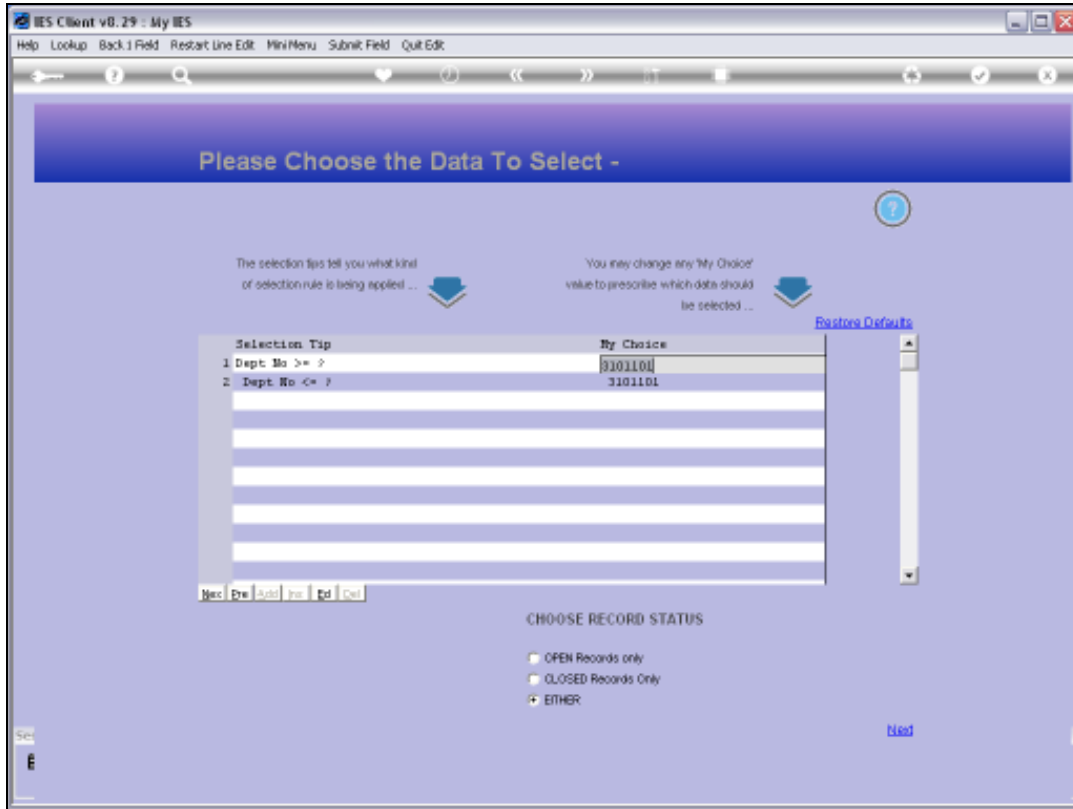 IES Client v8.29 : My IES
Help Lookup Back 1 Field Restart Line Edit MiniMenu Submit Field Quit Edit
Please Choose the Data To Select -
The selection tips tell you what kind
of selection rule is being applied ...
You may change any 'My Choice'
value to prescribe which data should
be selected ...
Restore Defaults
Selection Tip My Choice
1 Dept No >= ? 3101101
2 Dept No <= ? 3101101
Nex Pre Add Ins Ed Del
CHOOSE RECORD STATUS
OPEN Records only
CLOSED Records Only
EITHER
Next
Se